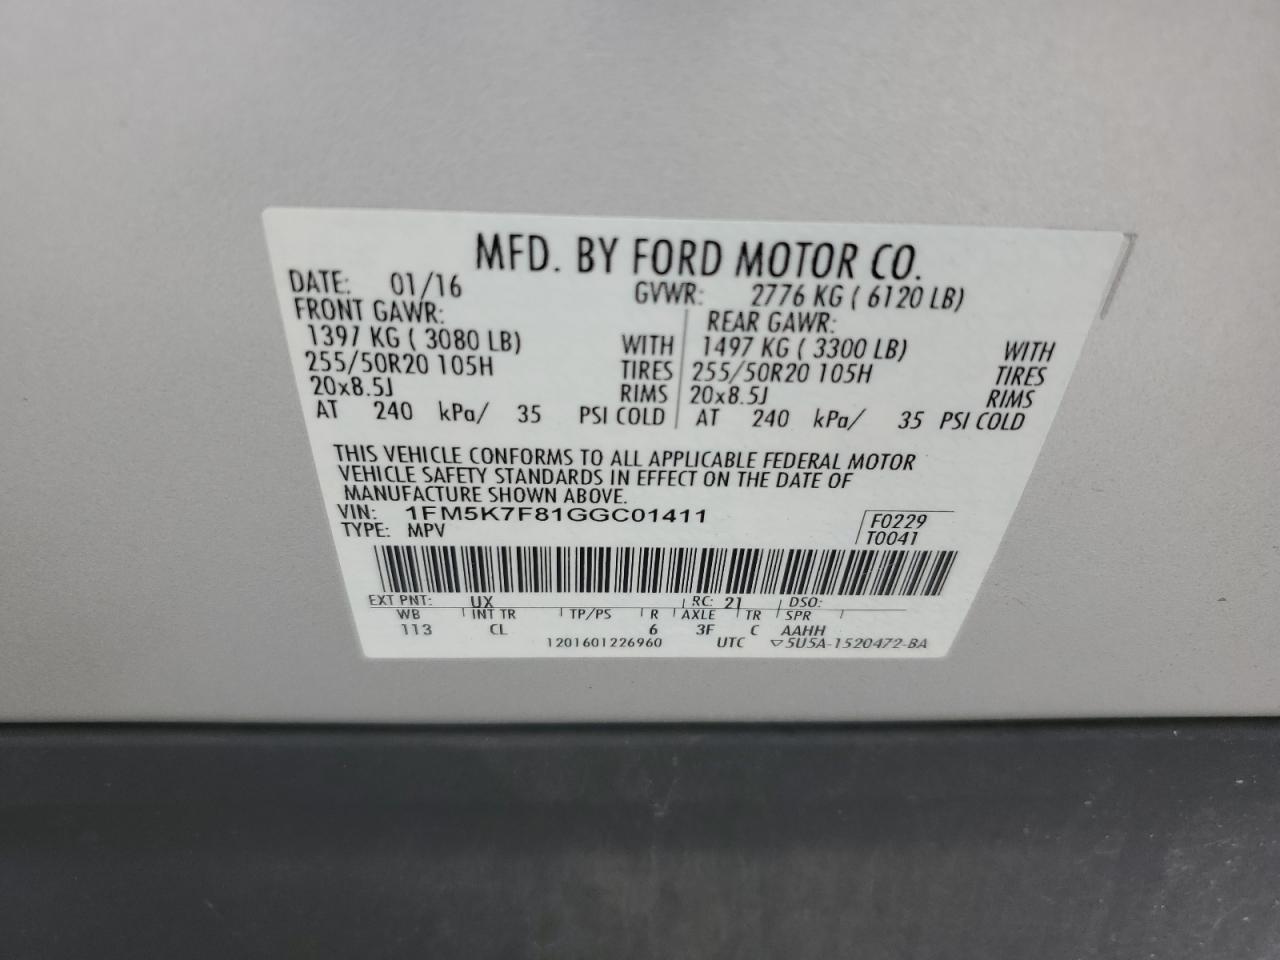 MFD. BY FORD MOTOR CO.
DATE: 01/16 GVWR: 2776 KG ( 6120 LB)
FRONT GAWR: REAR GAWR:
1397 KG ( 3080 LB) WITH 1497 KG ( 3300 LB) WITH
255/50R20 105H TIRES 255/50R20 105H TIRES
20x8.5J RIMS 20x8.5J RIMS
AT 240 kPa/ 35 PSI COLD AT 240 kPa/ 35 PSI COLD
THIS VEHICLE CONFORMS TO ALL APPLICABLE FEDERAL MOTOR
VEHICLE SAFETY STANDARDS IN EFFECT ON THE DATE OF
MANUFACTURE SHOWN ABOVE.
VIN: 1FM5K7F81GGC01411 F0229
TYPE: MPV T0041
EXT PNT: UX RC: 21 DSO:
WB INT TR TP/PS R AXLE TR SPR
113 CL 6 3F C AAHH
1201601226960 UTC ▽5U5A-1520472-BA